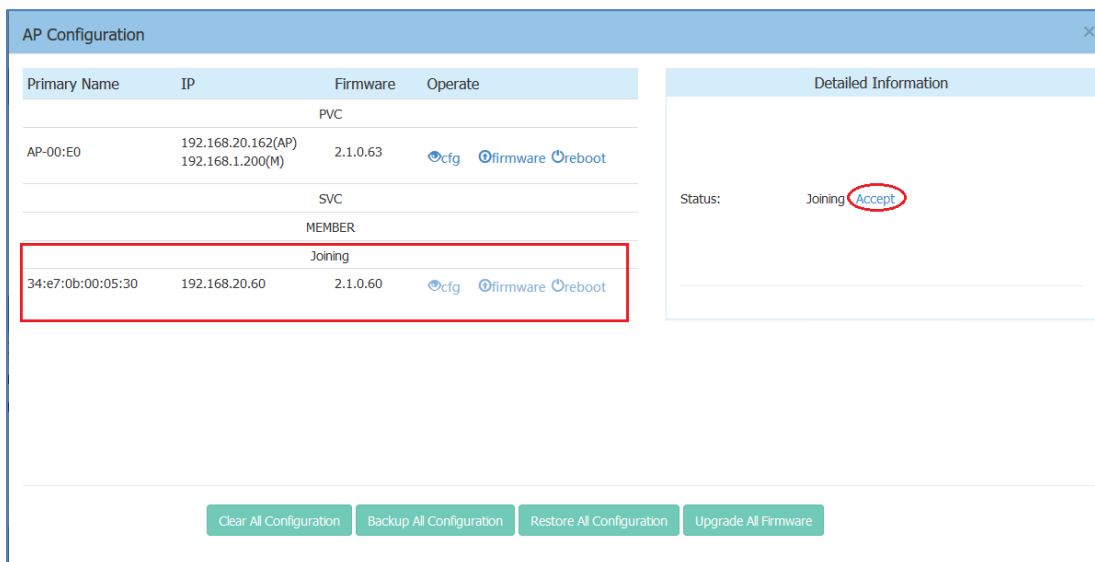 AP Configuration
×
Primary Name IP Firmware Operate
PVC
AP-00:E0 192.168.20.162(AP) 2.1.0.63 cfg firmware reboot
192.168.1.200(M)
SVC
MEMBER
Joining
34:e7:0b:00:05:30 192.168.20.60 2.1.0.60 cfg firmware reboot
Detailed Information
Status: Joining Accept
Clear All Configuration Backup All Configuration Restore All Configuration Upgrade All Firmware